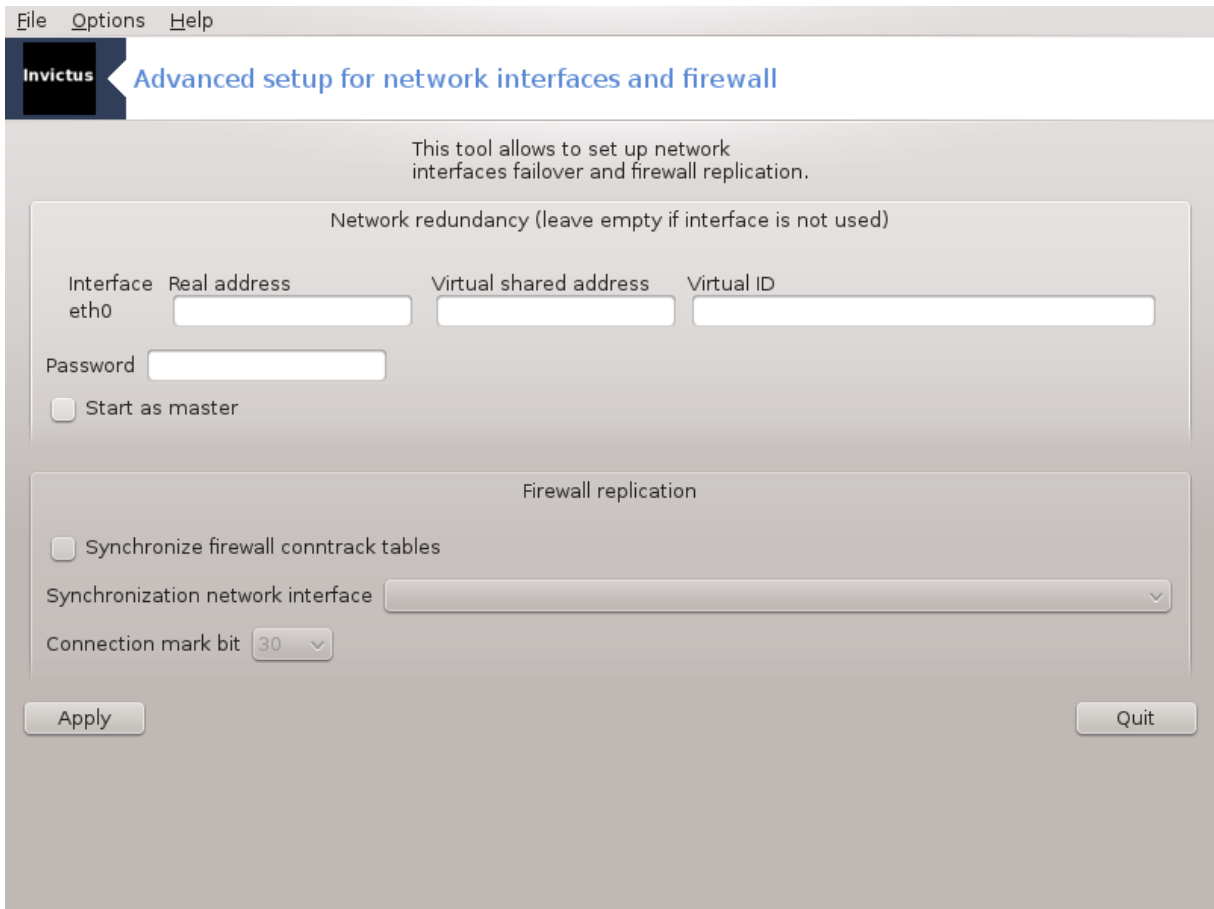 File Options Help
Invictus
Advanced setup for network interfaces and firewall
This tool allows to set up network
interfaces failover and firewall replication.
Network redundancy (leave empty if interface is not used)
Interface Real address Virtual shared address Virtual ID
eth0
Password
Start as master
Firewall replication
Synchronize firewall conntrack tables
Synchronization network interface
Connection mark bit 30
Apply Quit